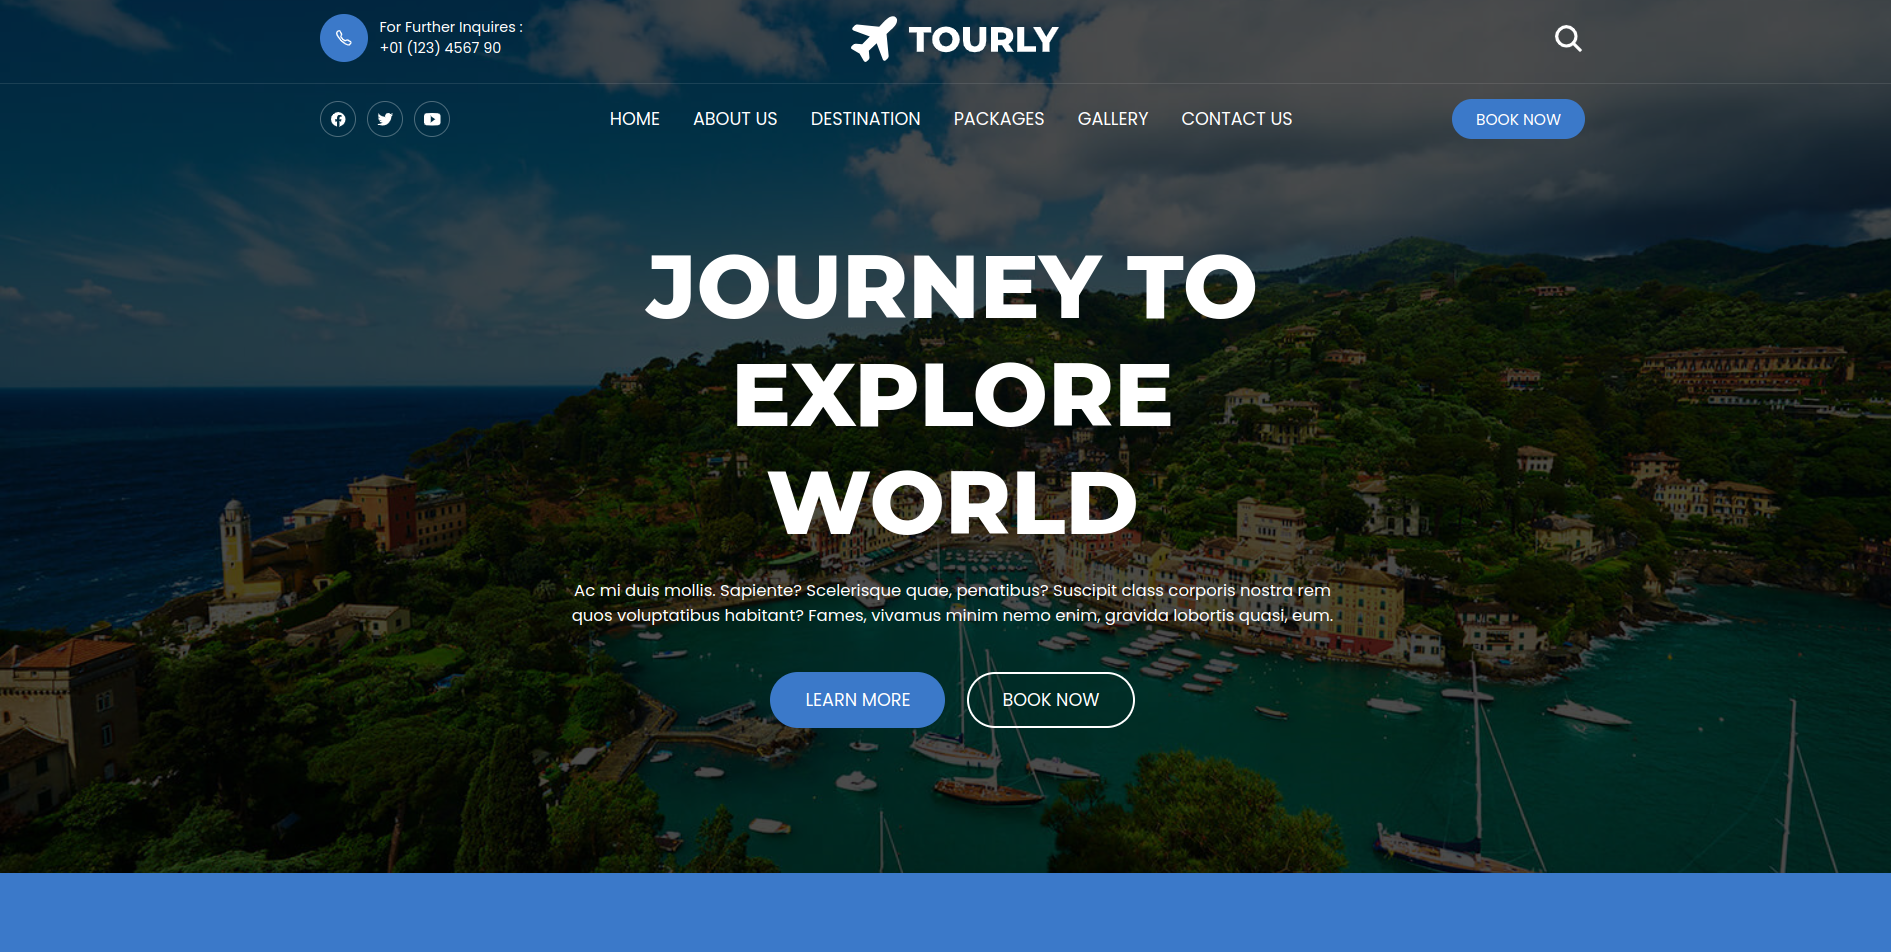 For Further Inquires :
+01 (123) 4567 90
TOURLY
HOME ABOUT US DESTINATION PACKAGES GALLERY CONTACT US
BOOK NOW
JOURNEY TO
EXPLORE
WORLD
Ac mi duis mollis. Sapiente? Scelerisque quae, penatibus? Suscipit class corporis nostra rem
quos voluptatibus habitant? Fames, vivamus minim nemo enim, gravida lobortis quasi, eum.
LEARN MORE
BOOK NOW